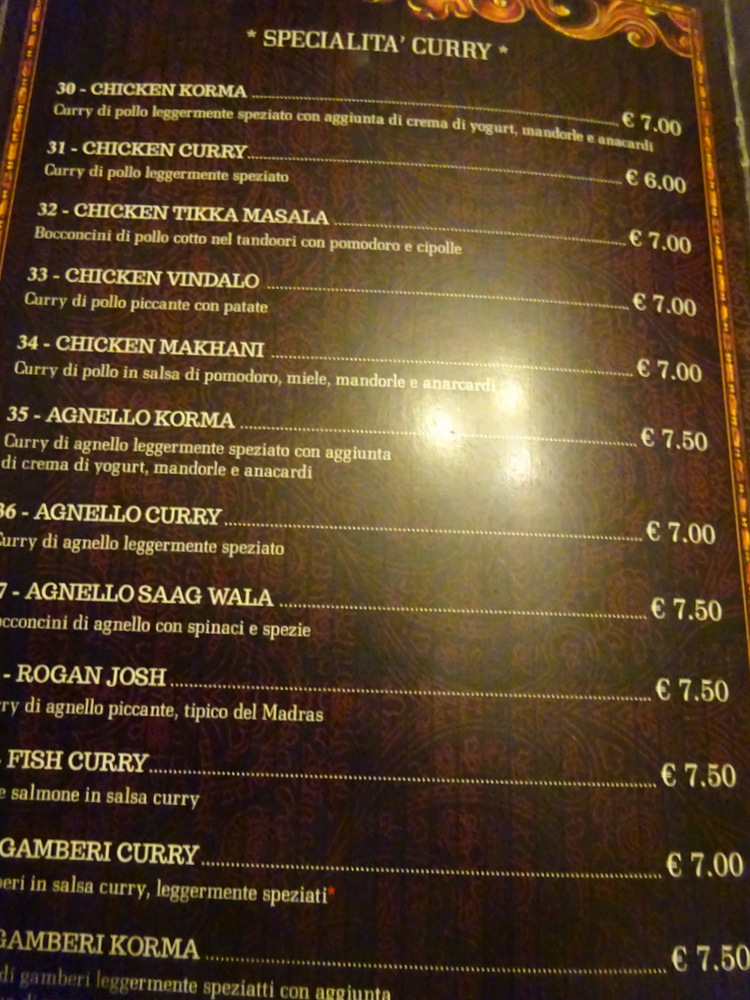 * SPECIALITA' CURRY *
30 - CHICKEN KORMA € 7.00
Curry di pollo leggermente speziato con aggiunta di crema di yogurt, mandorle e anacardi
31 - CHICKEN CURRY € 6.00
Curry di pollo leggermente speziato
32 - CHICKEN TIKKA MASALA € 7.00
Bocconcini di pollo cotto nel tandoori con pomodoro e cipolle
33 - CHICKEN VINDALO € 7.00
Curry di pollo piccante con patate
34 - CHICKEN MAKHANI € 7.00
Curry di pollo in salsa di pomodoro, miele, mandorle e anarcardi
35 - AGNELLO KORMA € 7.50
Curry di agnello leggermente speziato con aggiunta
di crema di yogurt, mandorle e anacardi
36 - AGNELLO CURRY € 7.00
Curry di agnello leggermente speziato
7 - AGNELLO SAAG WALA € 7.50
occoncini di agnello con spinaci e spezie
- ROGAN JOSH € 7.50
rry di agnello piccante, tipico del Madras
FISH CURRY € 7.50
e salmone in salsa curry
GAMBERI CURRY € 7.00
beri in salsa curry, leggermente speziati*
GAMBERI KORMA € 7.50
di gamberi leggermente speziatti con aggiunta